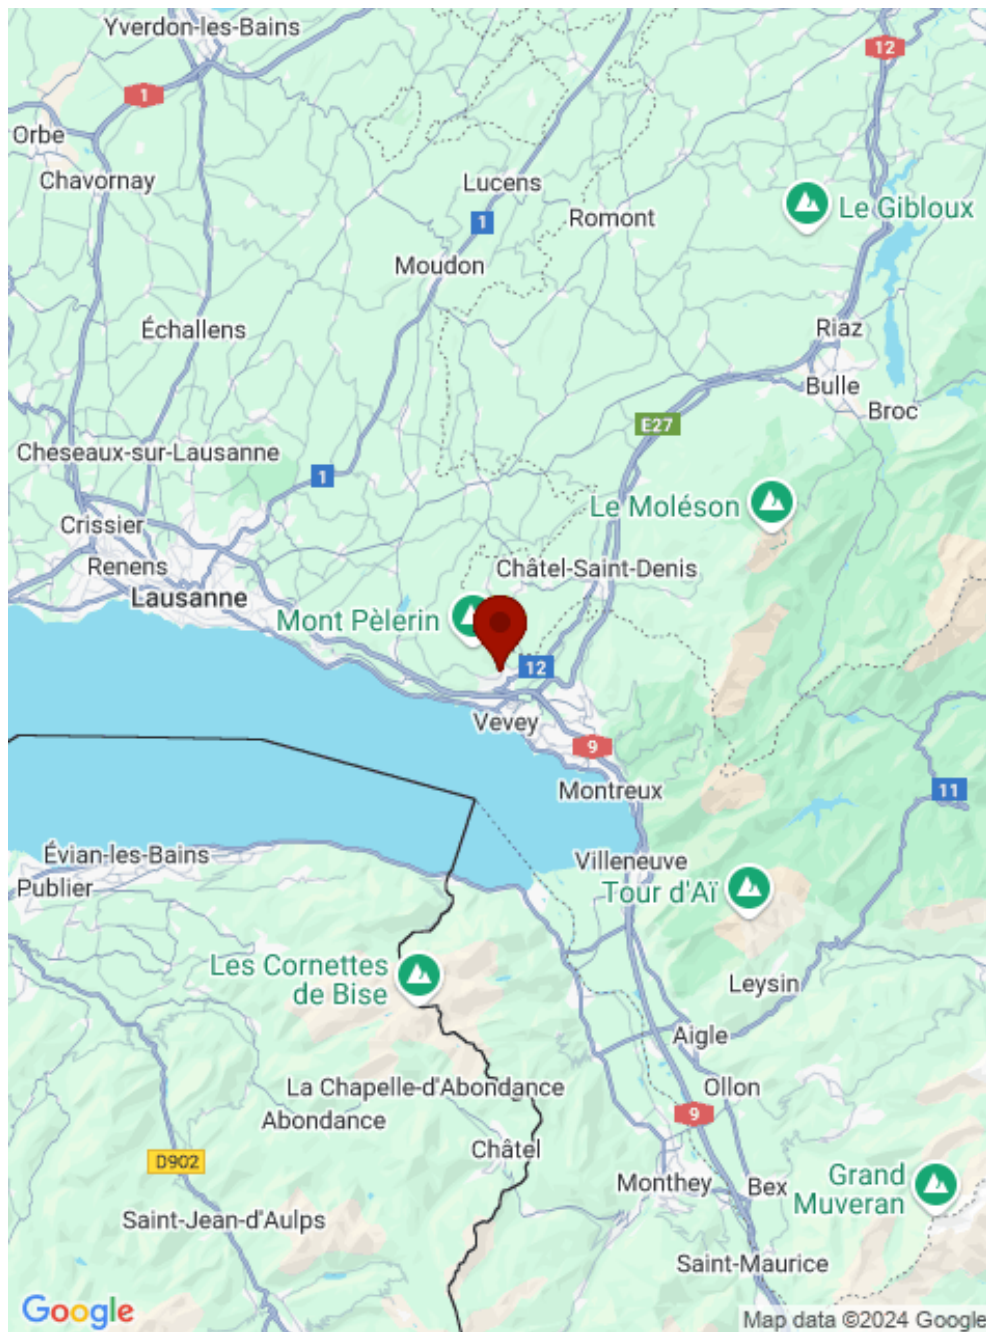 Yverdon-les-Bains
12
1
Orbe
Chavornay
Lucens
1
Romont
Le Gibloux
Moudon
Échallens
Riaz
Bulle
Broc
E27
Cheseaux-sur-Lausanne
1
Le Moléson
Crissier
Renens
Châtel-Saint-Denis
Lausanne
Mont Pèlerin
12
Vevey
9
Montreux
11
Évian-les-Bains
Publier
Villeneuve
Tour d'Aï
Les Cornettes
de Bise
Leysin
Aigle
La Chapelle-d'Abondance
Ollon
Abondance
9
Châtel
D902
Monthey
Bex
Grand
Muveran
Saint-Jean-d'Aulps
Saint-Maurice
Google
Map data ©2024 Google